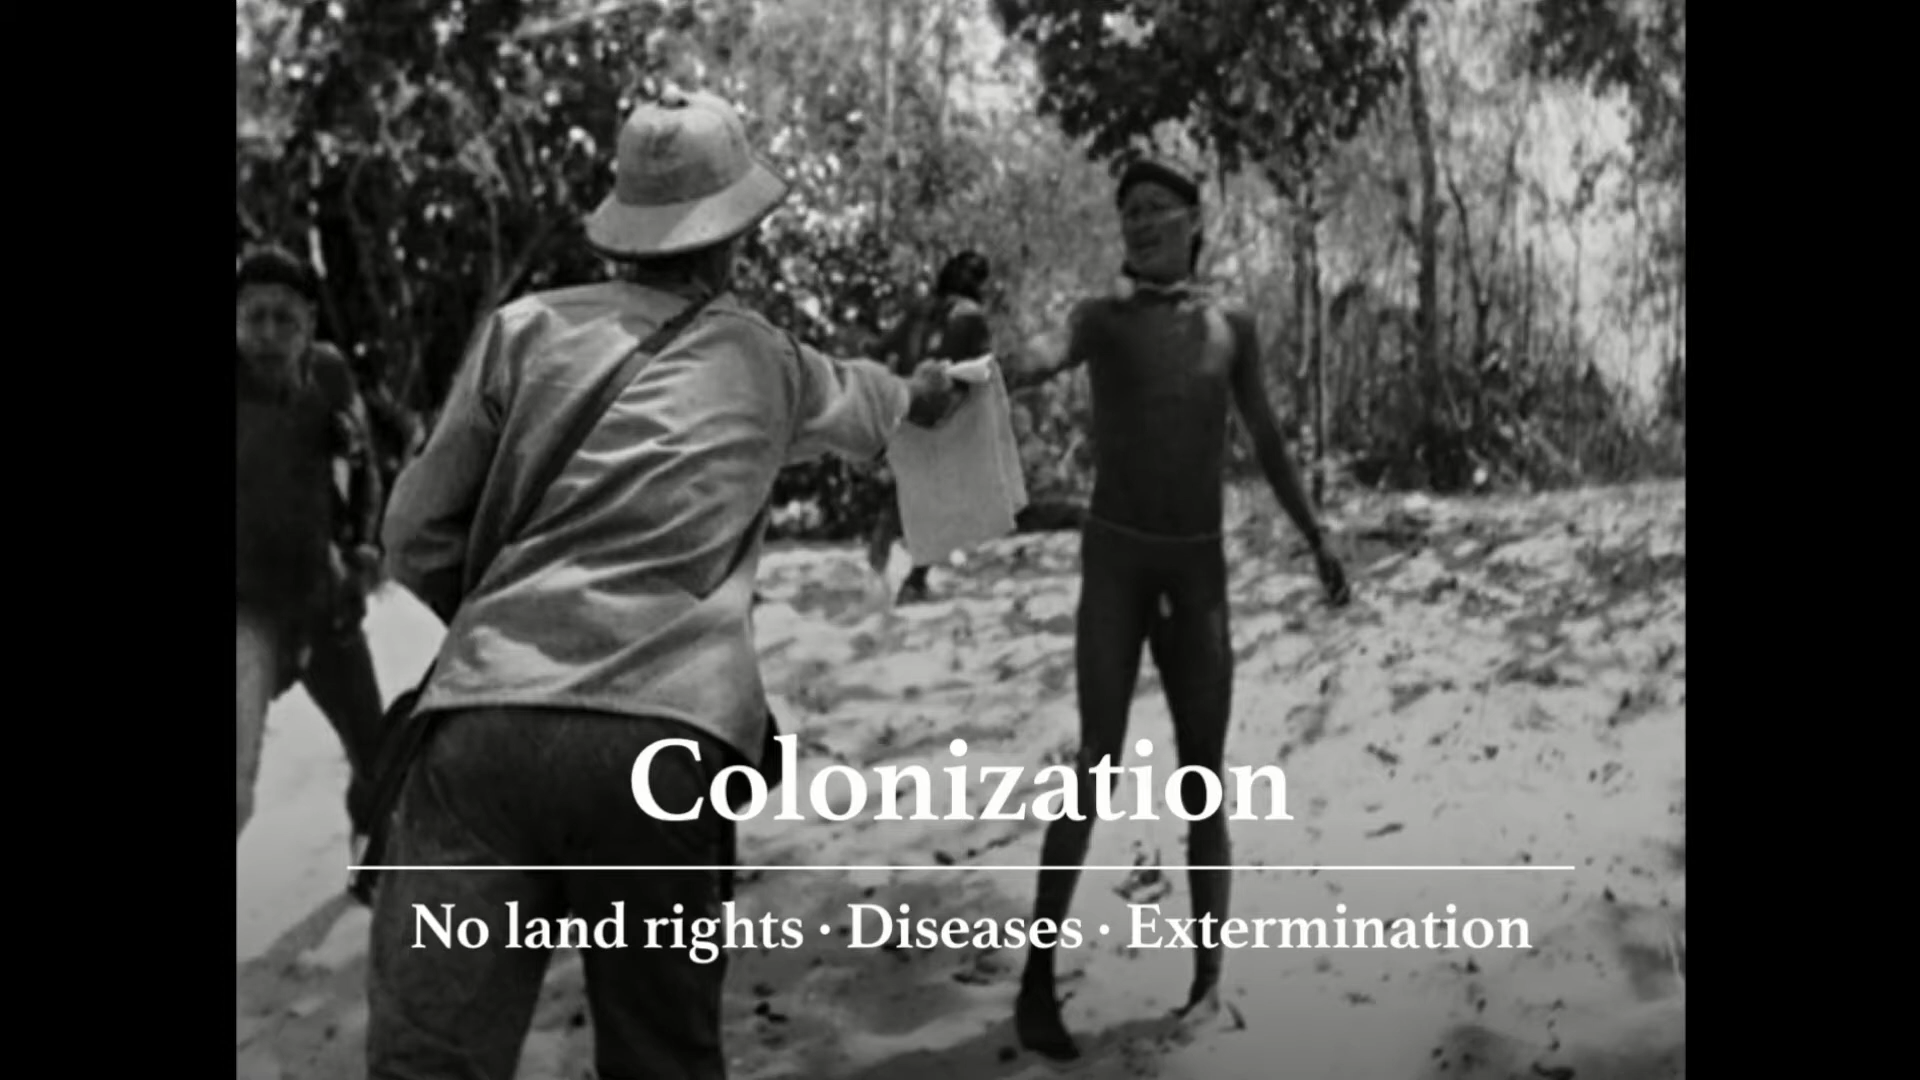 Colonization
No land rights · Diseases · Extermination